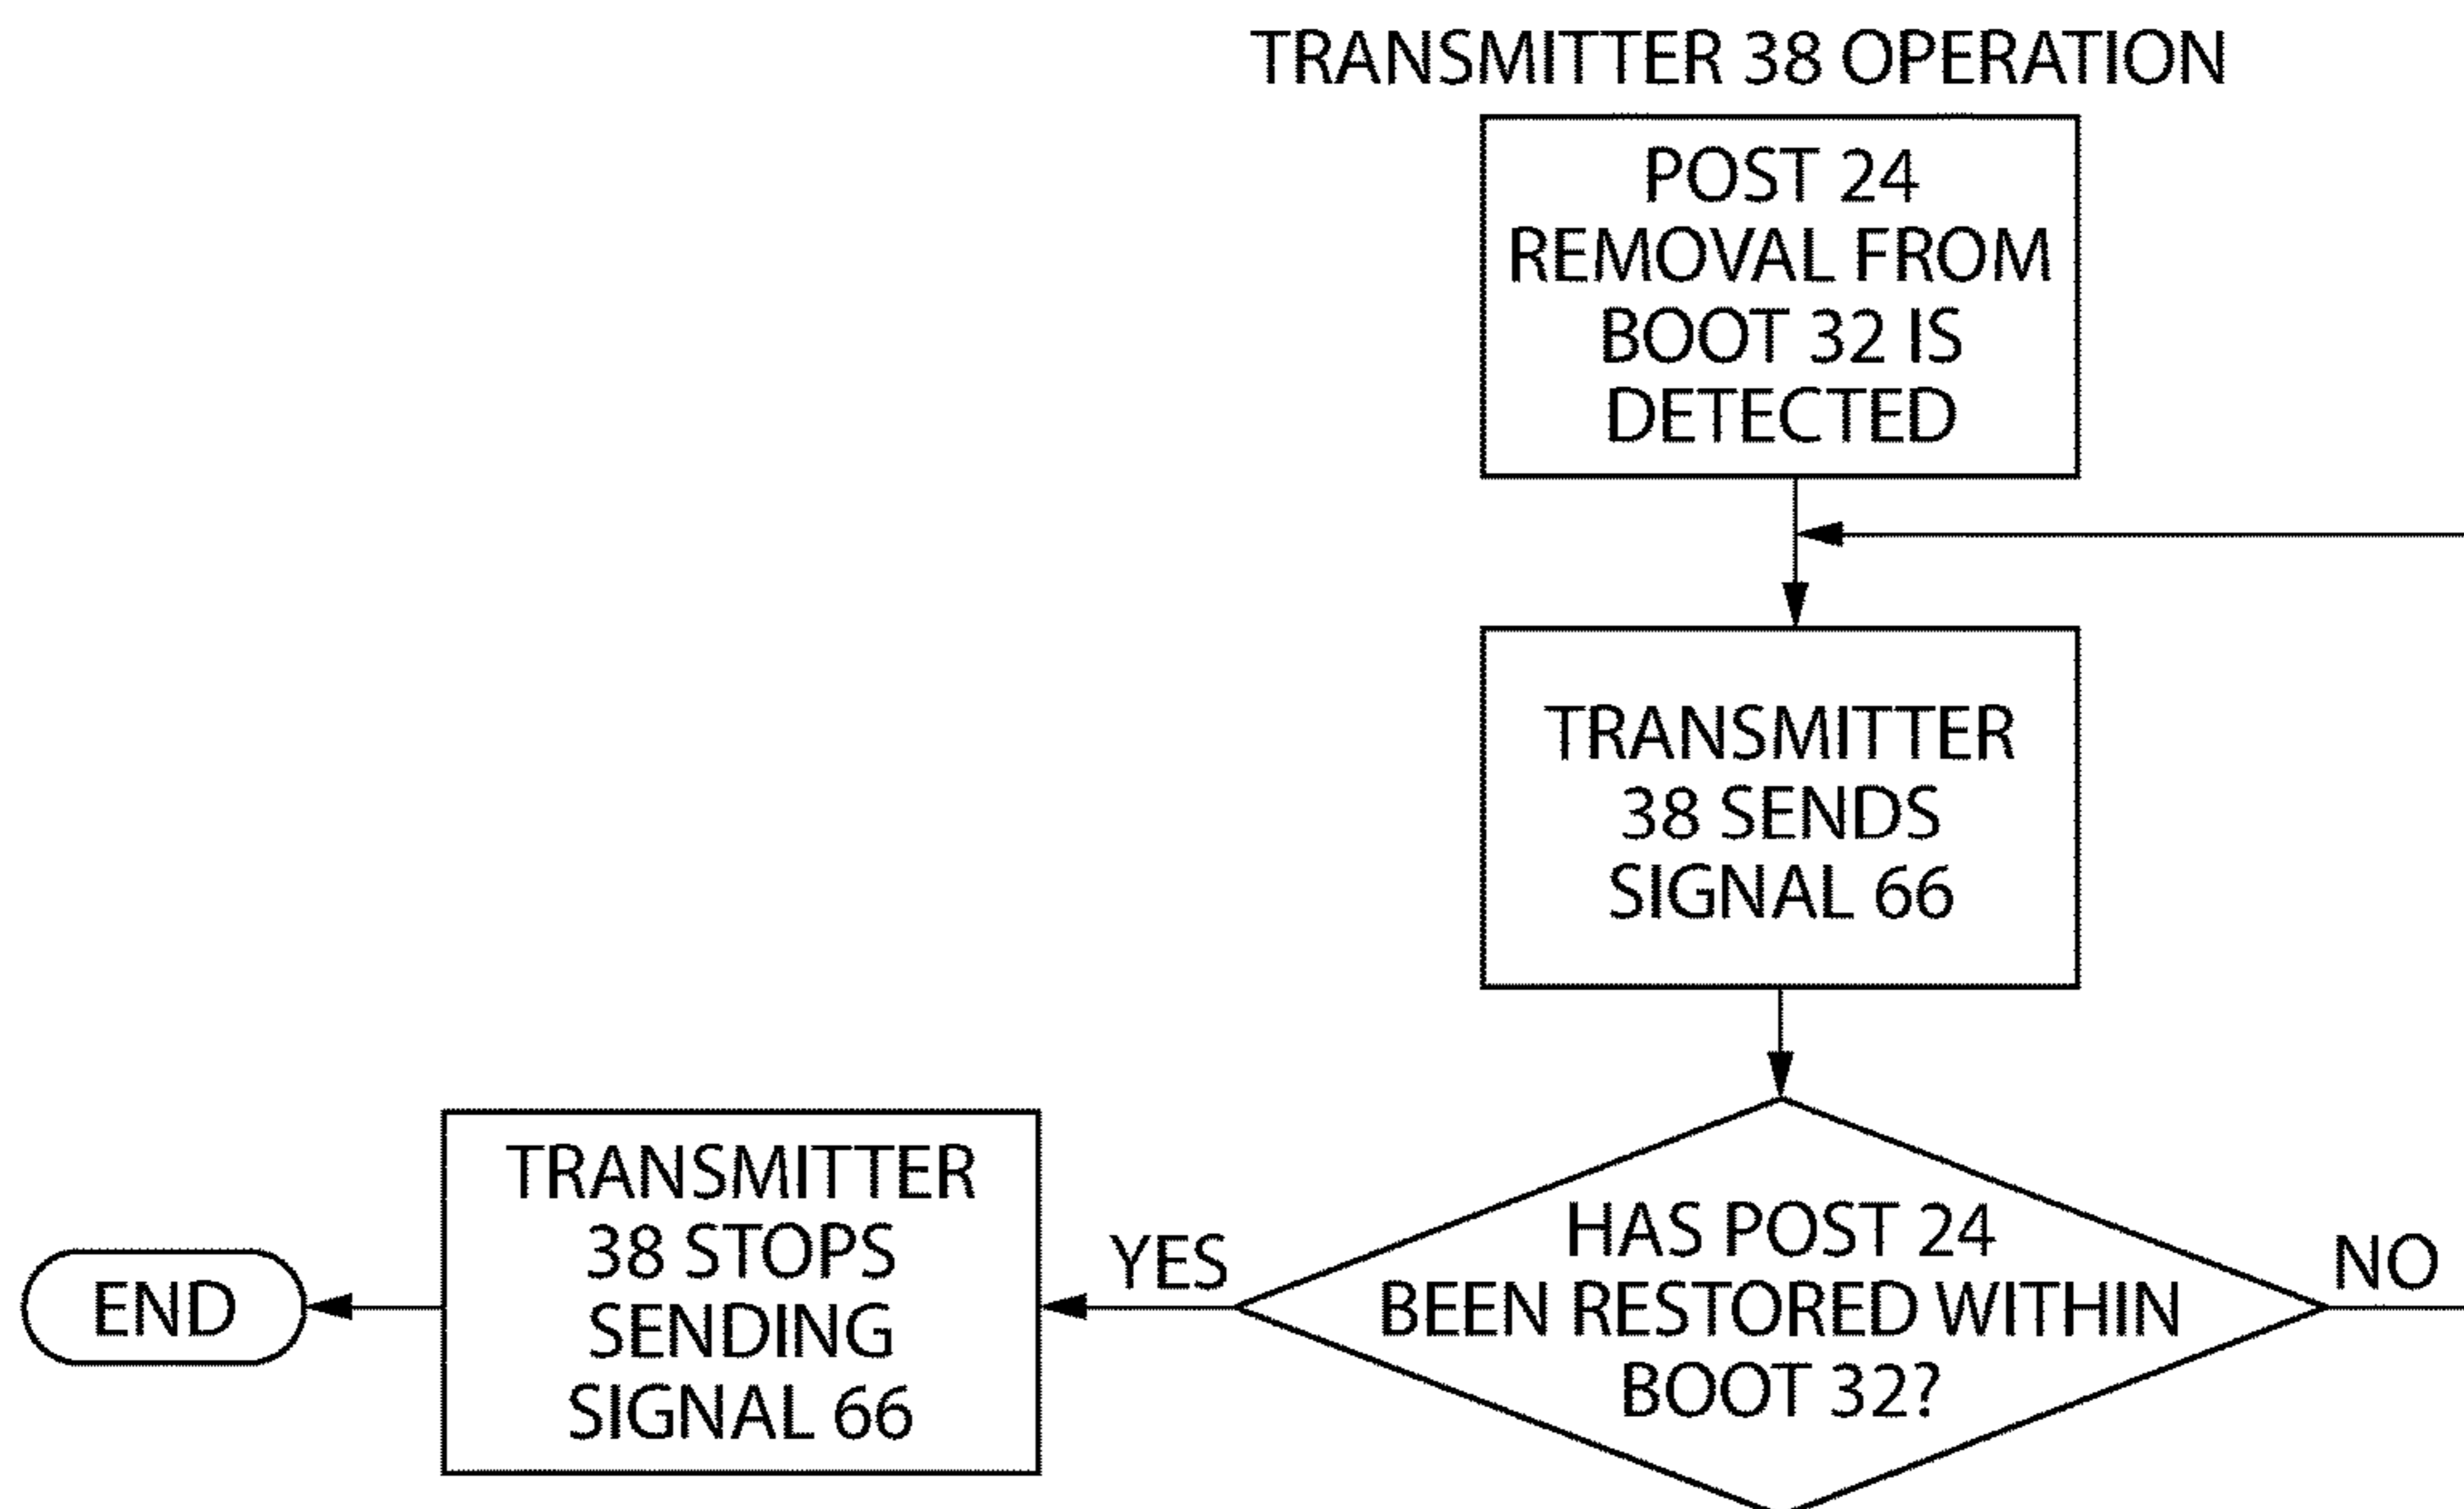 TRANSMITTER 38 OPERATION
POST 24
REMOVAL FROM
BOOT 32 IS
DETECTED
TRANSMITTER
38 SENDS
SIGNAL 66
HAS POST 24
BEEN RESTORED WITHIN
BOOT 32?
NO
YES
TRANSMITTER
38 STOPS
SENDING
SIGNAL 66
END